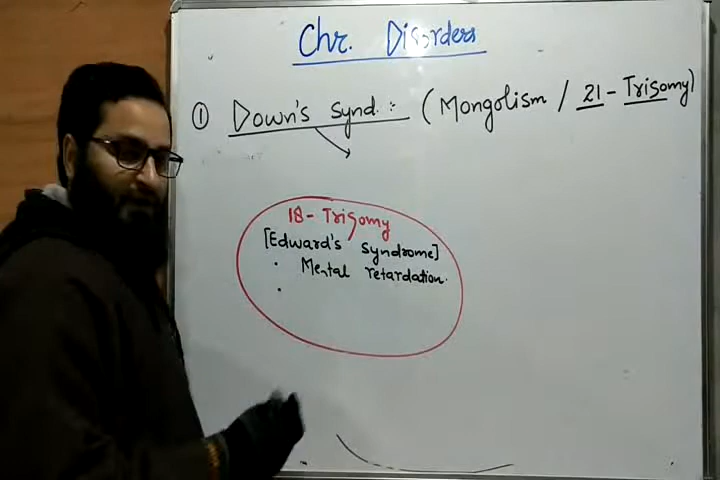 Chr. Disorders
① Down's Synd. :- (Mongolism / 21 - Trisomy)
18 - Trisomy
[Edward's Syndrome]
· Mental retardation.
·